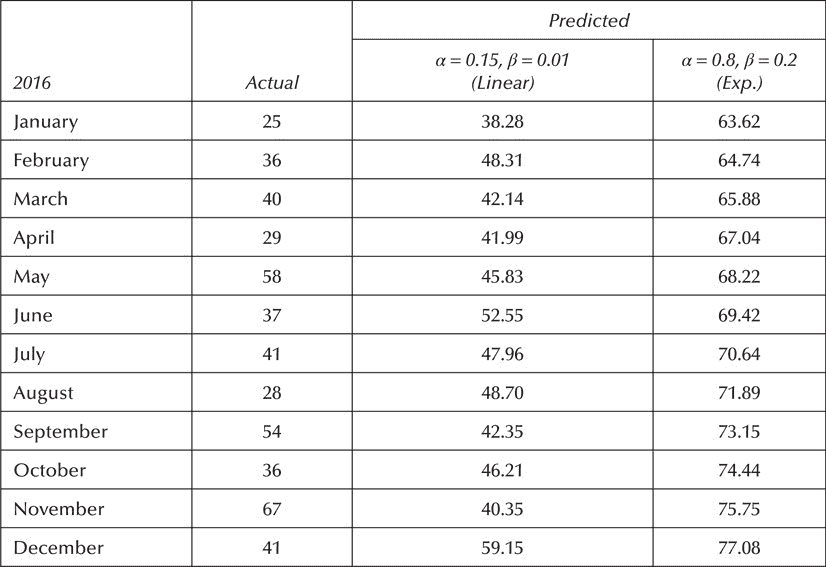 Predicted
α = 0.15, β = 0.01 α = 0.8, β = 0.2
2016 Actual (Linear) (Exp.)
January 25 38.28 63.62
February 36 48.31 64.74
March 40 42.14 65.88
April 29 41.99 67.04
May 58 45.83 68.22
June 37 52.55 69.42
July 41 47.96 70.64
August 28 48.70 71.89
September 54 42.35 73.15
October 36 46.21 74.44
November 67 40.35 75.75
December 41 59.15 77.08